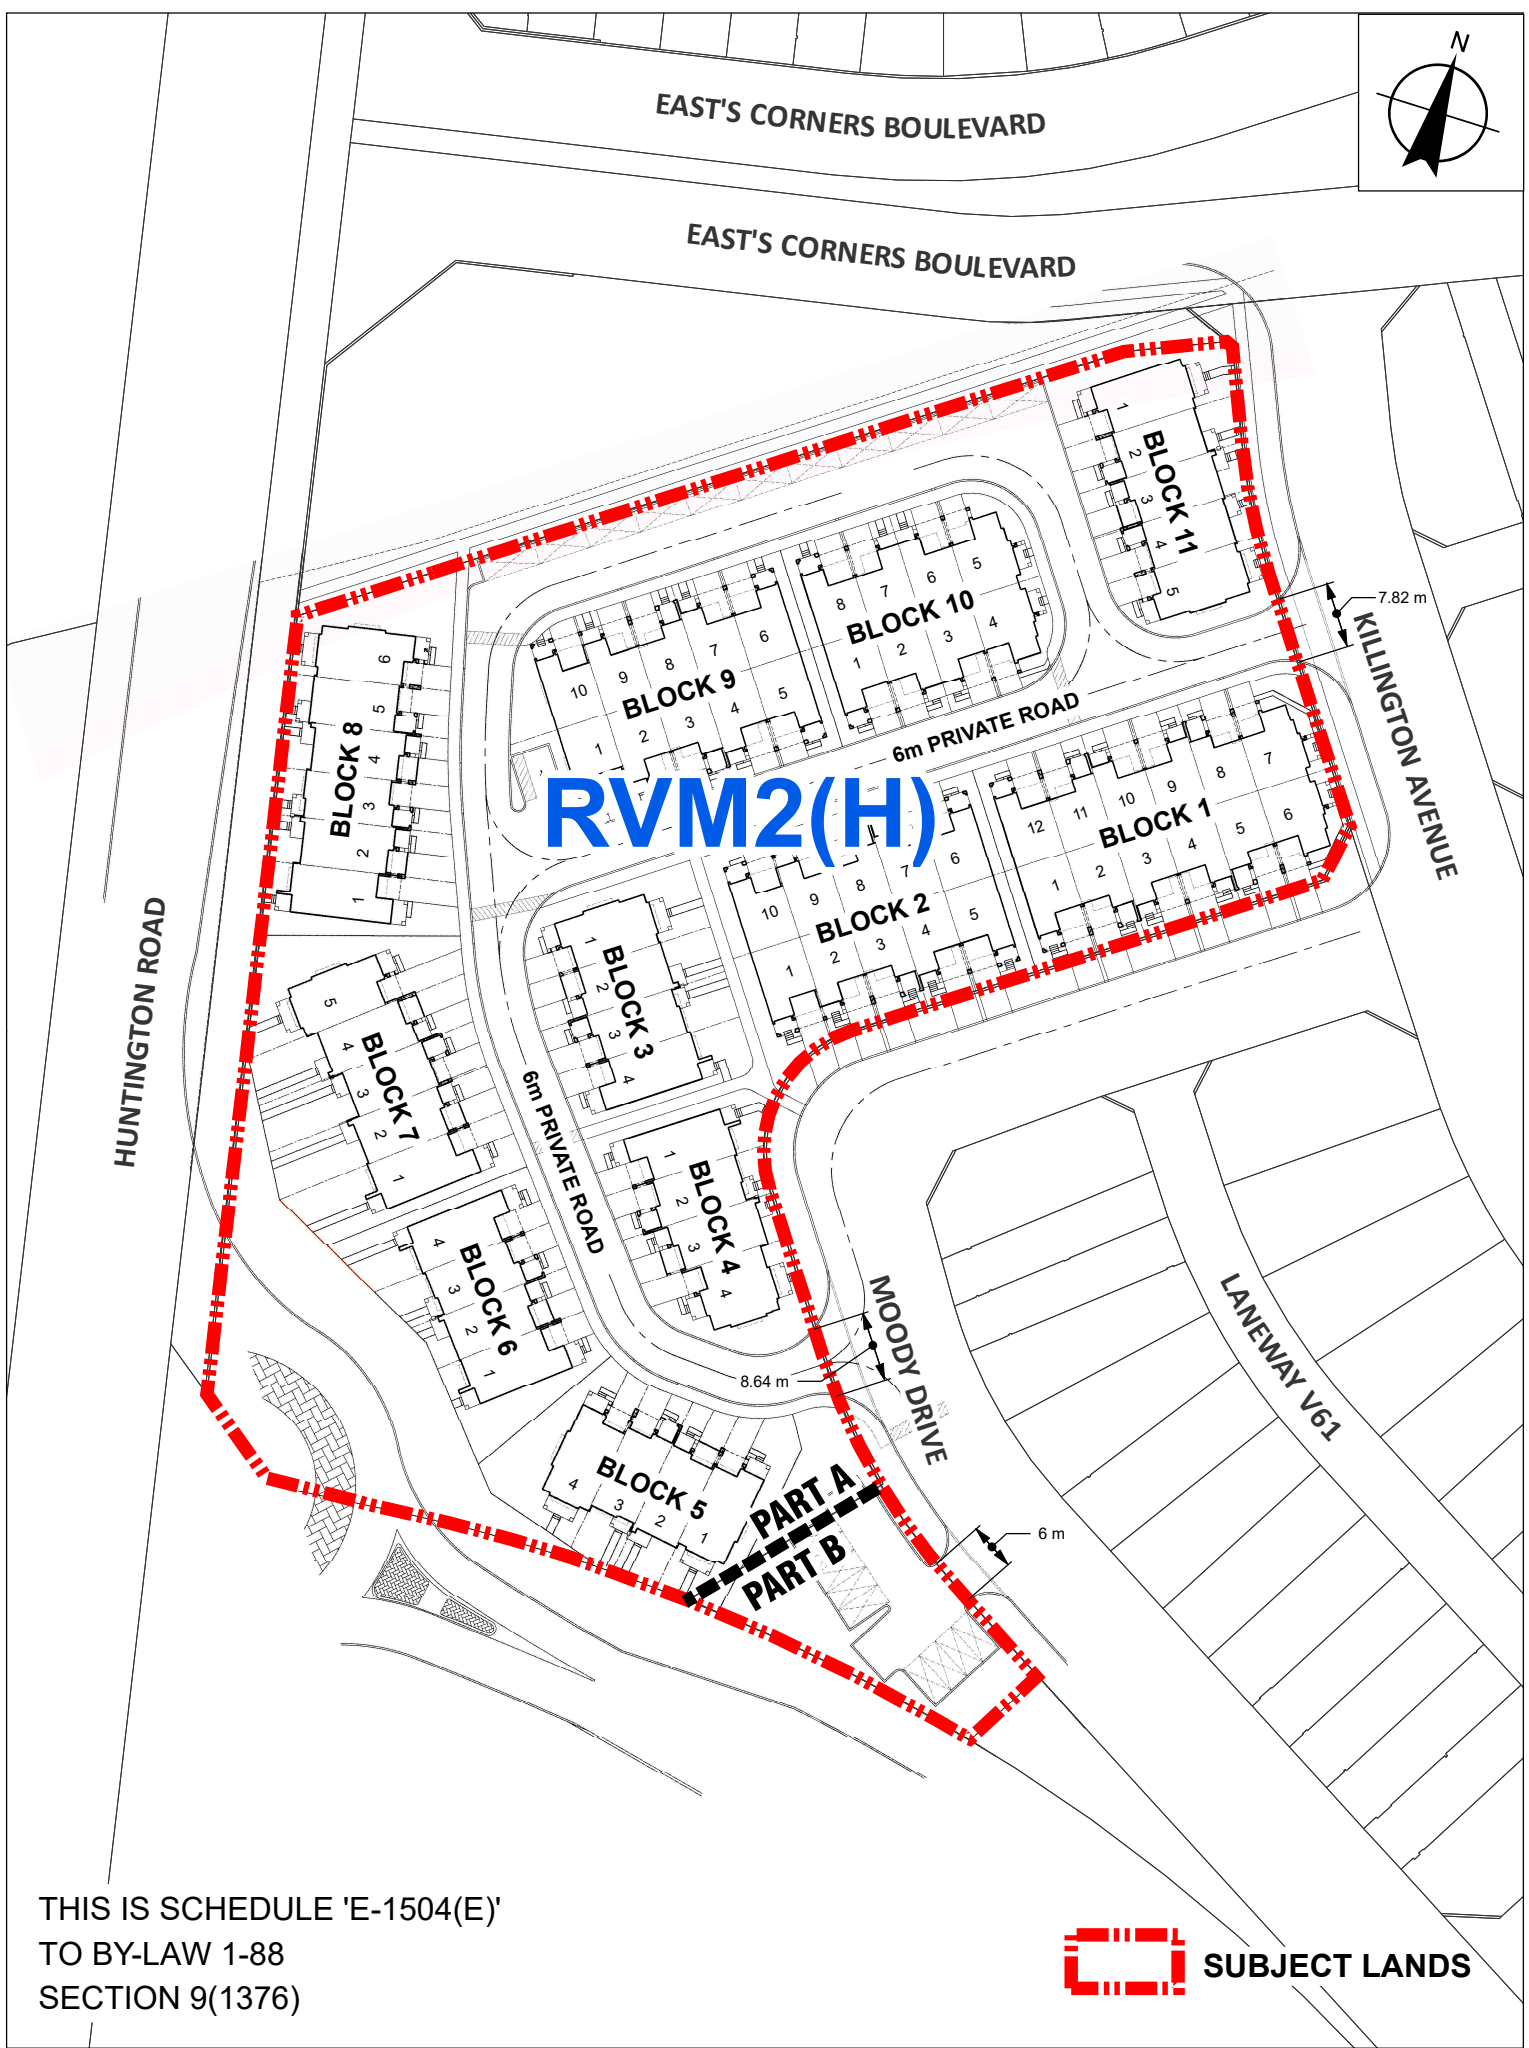 N
EAST'S CORNERS BOULEVARD
EAST'S CORNERS BOULEVARD
1
2
3
4
5
BLOCK 11
7.82 m
KILLINGTON AVENUE
8
7
6
5
BLOCK 10
1
2
3
4
10
9
8
7
6
BLOCK 9
1
2
3
4
5
6
5
4
3
2
1
BLOCK 8
6m PRIVATE ROAD
RVM2(H)
12
11
10
9
8
7
BLOCK 1
1
2
3
4
5
6
10
9
8
7
6
BLOCK 2
1
2
3
4
5
HUNTINGTON ROAD
1
2
3
4
BLOCK 3
5
4
3
2
1
BLOCK 7
6m PRIVATE ROAD
1
2
3
4
BLOCK 4
4
3
2
1
BLOCK 6
8.64 m
MOODY DRIVE
LANEWAY V61
BLOCK 5
4
3
2
1
PART A
PART B
6 m
THIS IS SCHEDULE 'E-1504(E)'
TO BY-LAW 1-88
SECTION 9(1376)
SUBJECT LANDS